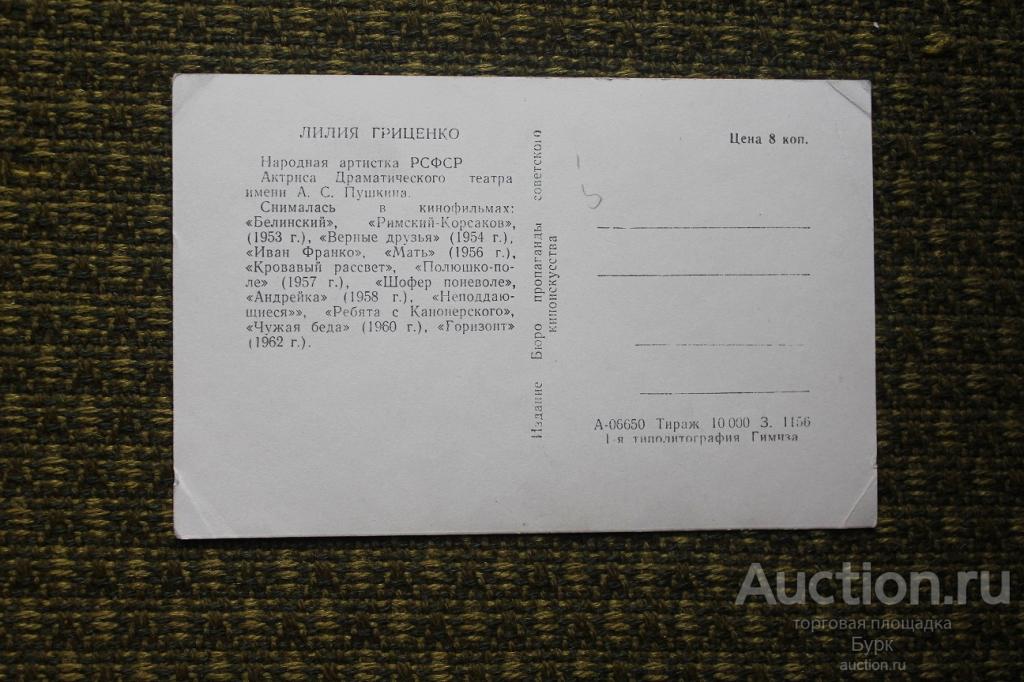 ЛИЛИЯ ГРИЦЕНКО
Народная артистка РСФСР
Актриса Драматического театра
имени А. С. Пушкина.
Снималась в кинофильмах:
«Белинский», «Римский-Корсаков»,
(1953 г.), «Верные друзья» (1954 г.),
«Иван Франко», «Мать» (1956 г.),
«Кровавый рассвет», «Полюшко-по-
ле» (1957 г.), «Шофер поневоле»,
«Андрейка» (1958 г.), «Неподдаю-
щиеся»», «Ребята с Канонерского»,
«Чужая беда» (1960 г.), «Горизонт»
(1962 г.).
Издание Бюро пропаганды советского
киноискусства
Цена 8 коп.
А-06650 Тираж 10 000 З. 1156
1-я типолитография Гимиза
Auction.ru
торговая площадка
Бурк
auction.ru